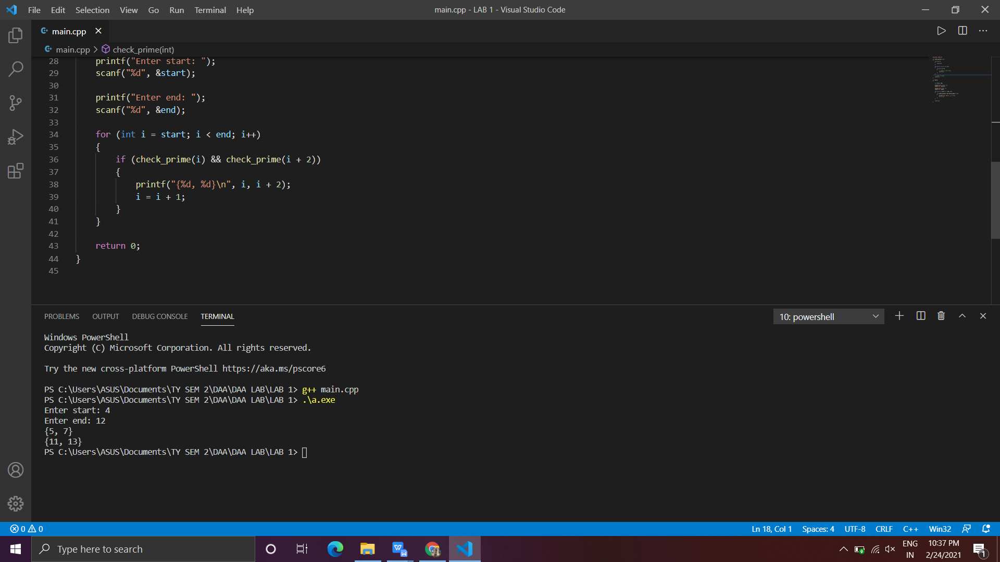 File Edit Selection View Go Run Terminal Help
main.cpp - LAB 1 - Visual Studio Code
main.cpp
main.cpp > check_prime(int)
28 printf("Enter start: ");
29 scanf("%d", &start);
30
31 printf("Enter end: ");
32 scanf("%d", &end);
33
34 for (int i = start; i < end; i++)
35 {
36 if (check_prime(i) && check_prime(i + 2))
37 {
38 printf("{%d, %d}\n", i, i + 2);
39 i = i + 1;
40 }
41 }
42
43 return 0;
44 }
45
PROBLEMS OUTPUT DEBUG CONSOLE TERMINAL
10: powershell
Windows PowerShell
Copyright (C) Microsoft Corporation. All rights reserved.
Try the new cross-platform PowerShell https://aka.ms/pscore6
PS C:\Users\ASUS\Documents\TY SEM 2\DAA\DAA LAB\LAB 1> g++ main.cpp
PS C:\Users\ASUS\Documents\TY SEM 2\DAA\DAA LAB\LAB 1> .\a.exe
Enter start: 4
Enter end: 12
{5, 7}
{11, 13}
PS C:\Users\ASUS\Documents\TY SEM 2\DAA\DAA LAB\LAB 1>
0 0
Ln 18, Col 1 Spaces: 4 UTF-8 CRLF C++ Win32
Type here to search
ENG
IN
10:37 PM
2/24/2021
1